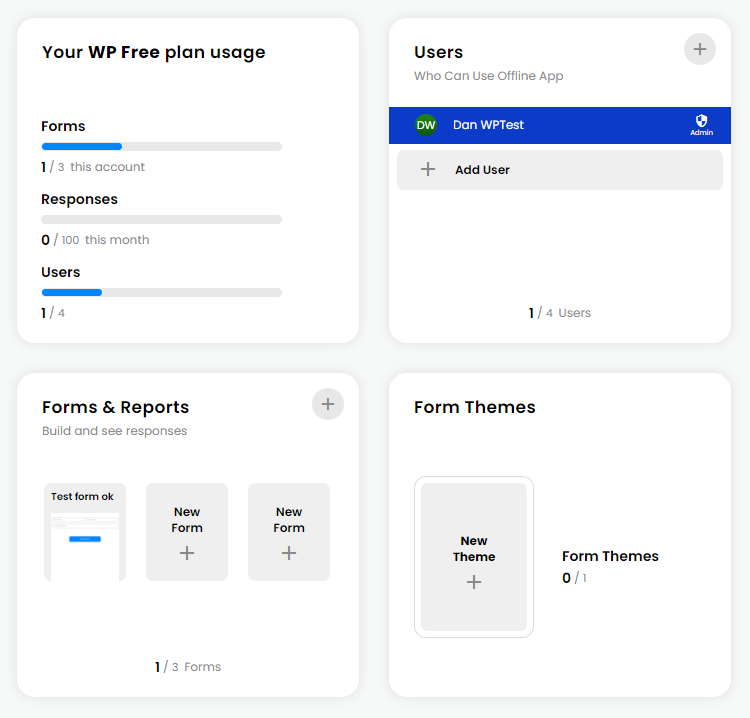 Your WP Free plan usage
Forms
1 / 3 this account
Responses
0 / 100 this month
Users
1 / 4
Users
Who Can Use Offline App
DW Dan WPTest
Admin
Add User
1 / 4 Users
Forms & Reports
Build and see responses
Test form ok
New
Form
New
Form
1 / 3 Forms
Form Themes
New
Theme
Form Themes
0 / 1